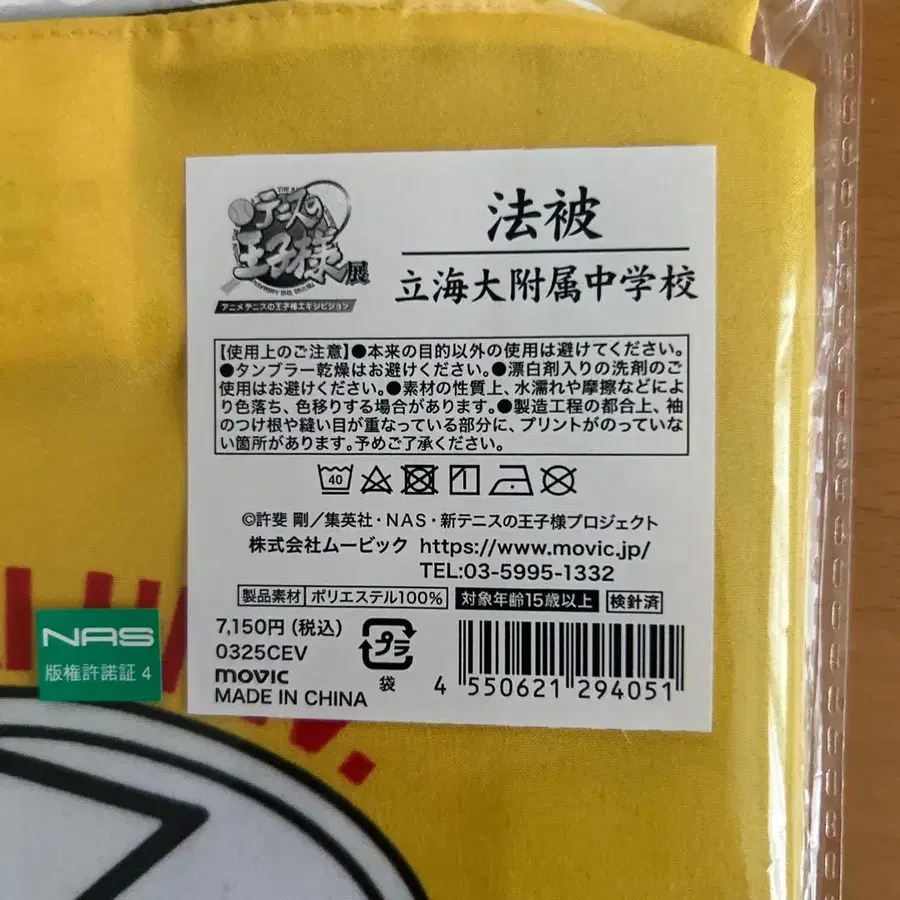 テニスの
王子様展
アニメ テニスの王子様エキシビション
法被
立海大附属中学校
【使用上のご注意】●本来の目的以外の使用は避けてください。
●タンブラー乾燥はお避けください。●漂白剤入りの洗剤のご
使用はお避けください。●素材の性質上、水濡れや摩擦などによ
り色落ち、色移りする場合があります。●製造工程の都合上、袖
のつけ根や縫い目が重なっている部分に、プリントがのっていな
い箇所があります。予めご了承ください。
40
©許斐 剛／集英社・NAS・新テニスの王子様プロジェクト
株式会社ムービック https://www.movic.jp/
TEL:03-5995-1332
製品素材 ポリエステル100% 対象年齢15歳以上 検針済
7,150円(税込)
0325CEV
movic
MADE IN CHINA
プラ
袋
4 550621 294051
NAS
版権許諾証 4